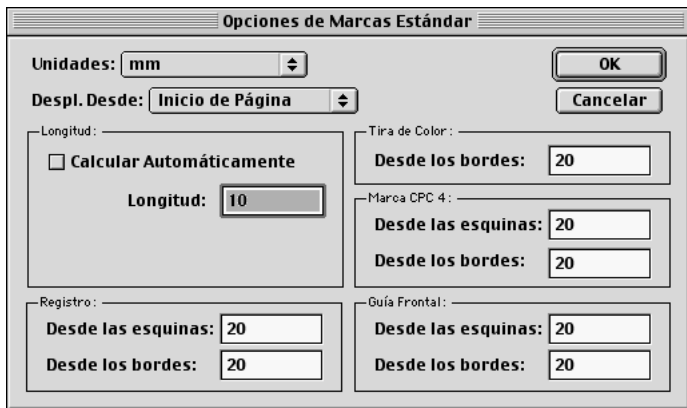 Opciones de Marcas Estándar
Unidades: mm
OK
Despl. Desde: Inicio de Página
Cancelar
Longitud:
Calcular Automáticamente
Longitud: 10
Tira de Color:
Desde los bordes: 20
Marca CPC 4:
Desde las esquinas: 20
Desde los bordes: 20
Registro:
Desde las esquinas: 20
Desde los bordes: 20
Guía Frontal:
Desde las esquinas: 20
Desde los bordes: 20